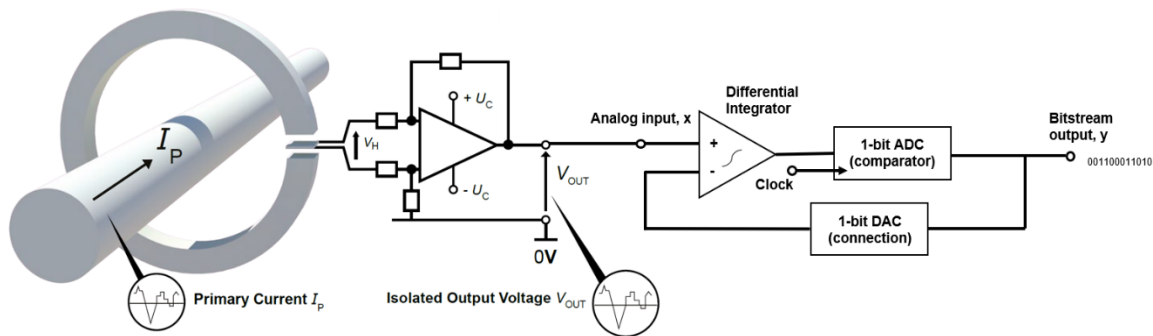 I_P
V_H
+ U_C
- U_C
V_OUT
0V
Primary Current I_P
Isolated Output Voltage V_OUT
Analog input, x
Differential
Integrator
+
-
Clock
1-bit ADC
(comparator)
1-bit DAC
(connection)
Bitstream
output, y
001100011010